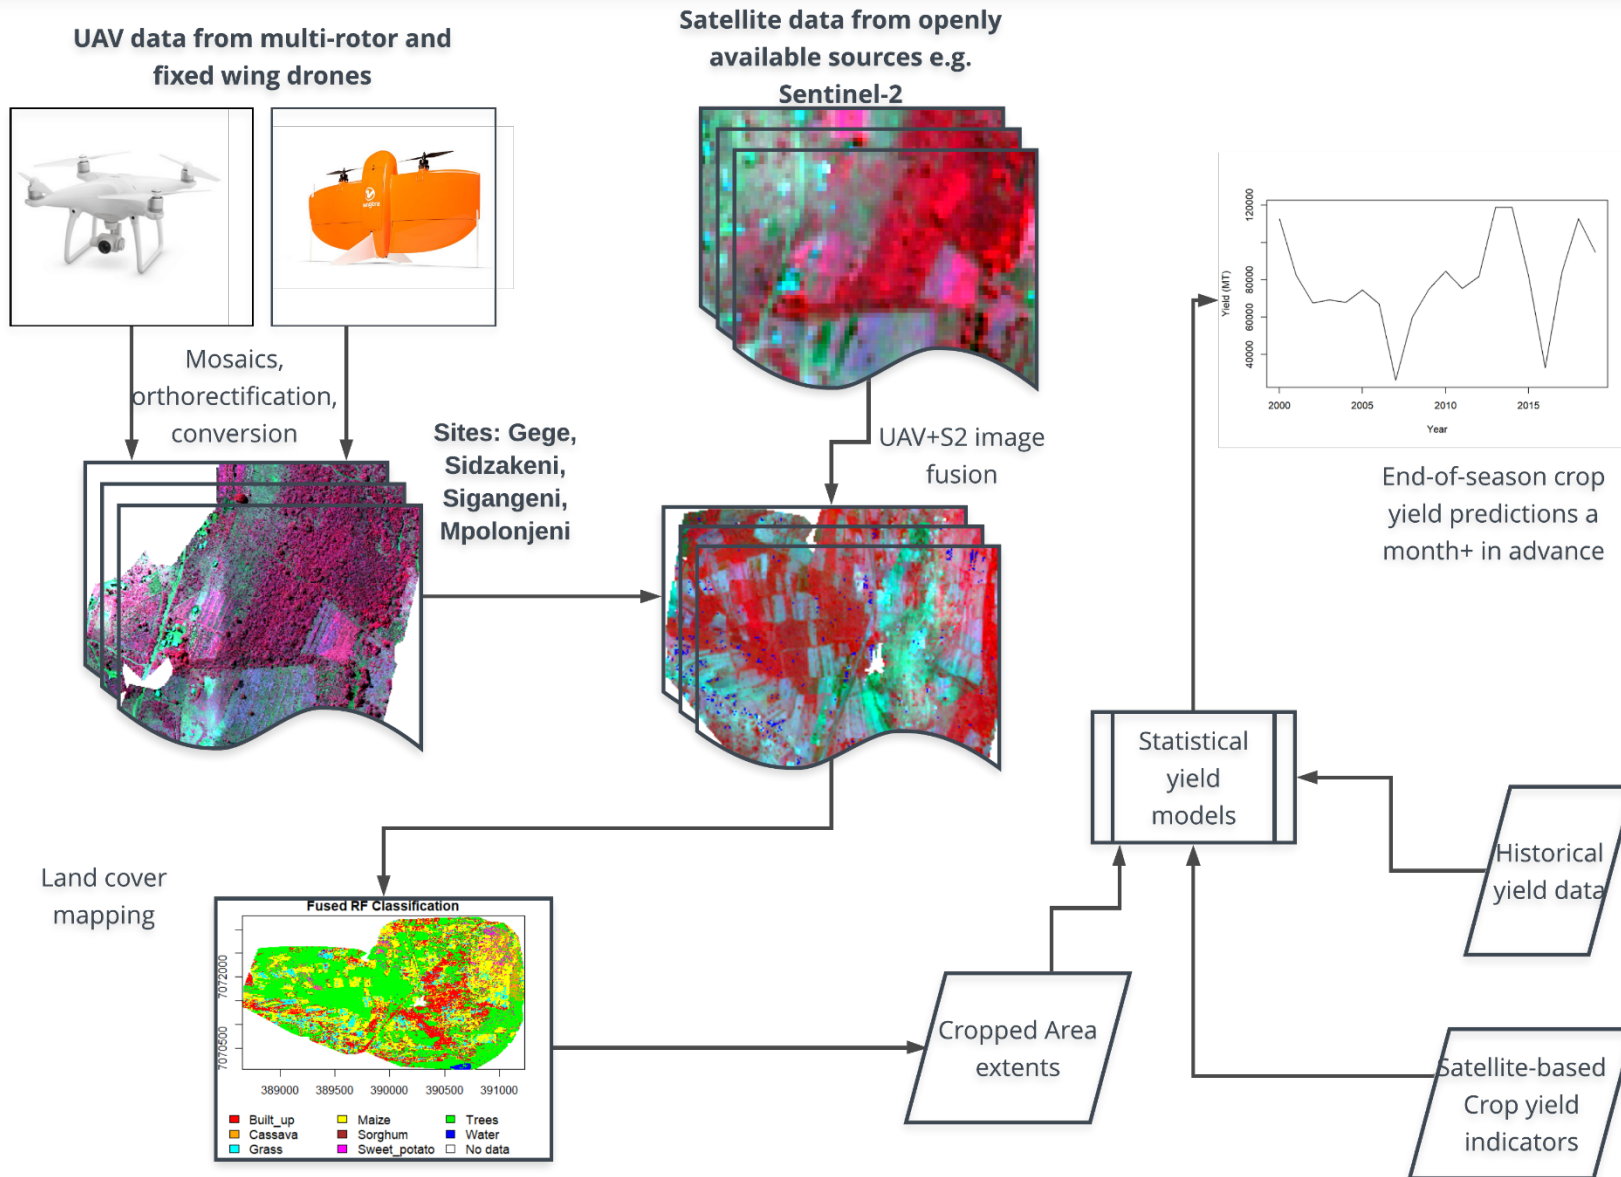 UAV data from multi-rotor and
fixed wing drones
Satellite data from openly
available sources e.g.
Sentinel-2
wingtra
Mosaics,
orthorectification,
conversion
Sites: Gege,
Sidzakeni,
Sigangeni,
Mpolonjeni
UAV+S2 image
fusion
Yield (MT)
120000
80000
60000
40000
2000
2005
2010
2015
Year
End-of-season crop
yield predictions a
month+ in advance
Statistical
yield
models
Historical
yield data
Land cover
mapping
Fused RF Classification
7072000
7070500
389000
389500
390000
390500
391000
Built_up
Maize
Trees
Cassava
Sorghum
Water
Grass
Sweet_potato
No data
Cropped Area
extents
Satellite-based
Crop yield
indicators